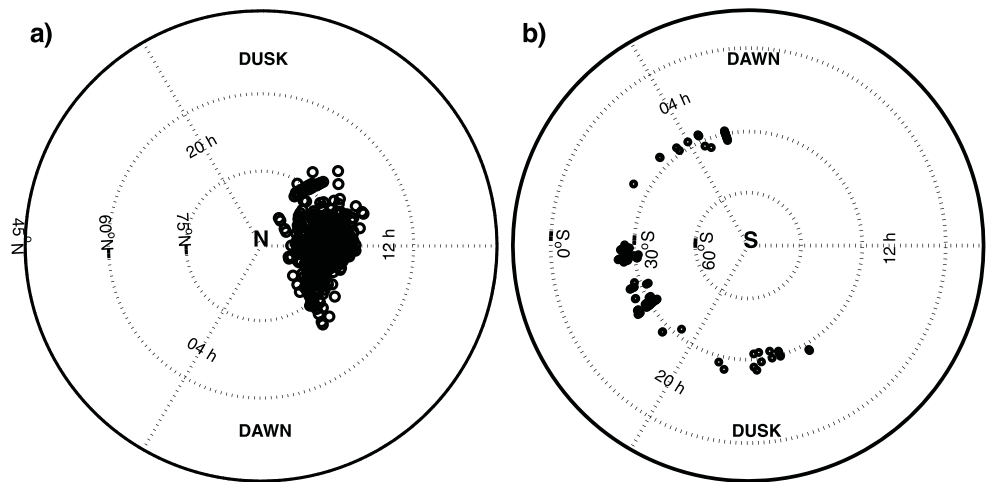 a)
DUSK
20 h
45° N
60°N
75°N
N
12 h
04 h
DAWN
b)
DAWN
04 h
0°S
30°S
60°S
S
12 h
20 h
DUSK